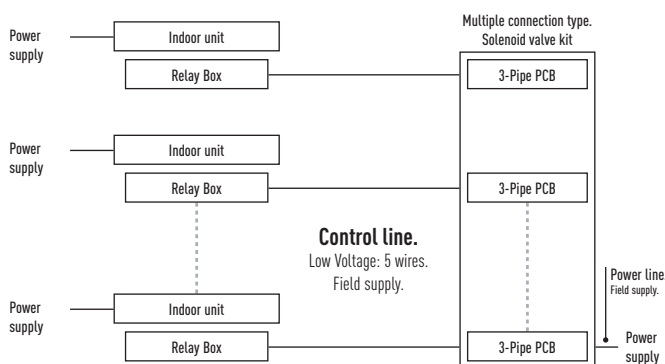 Multiple connection type.
Solenoid valve kit
Power
supply
Indoor unit
Relay Box
3-Pipe PCB
Power
supply
Indoor unit
Relay Box
3-Pipe PCB
Control line.
Low Voltage: 5 wires.
Field supply.
Power line
Field supply.
Power
supply
Indoor unit
Relay Box
3-Pipe PCB
Power
supply